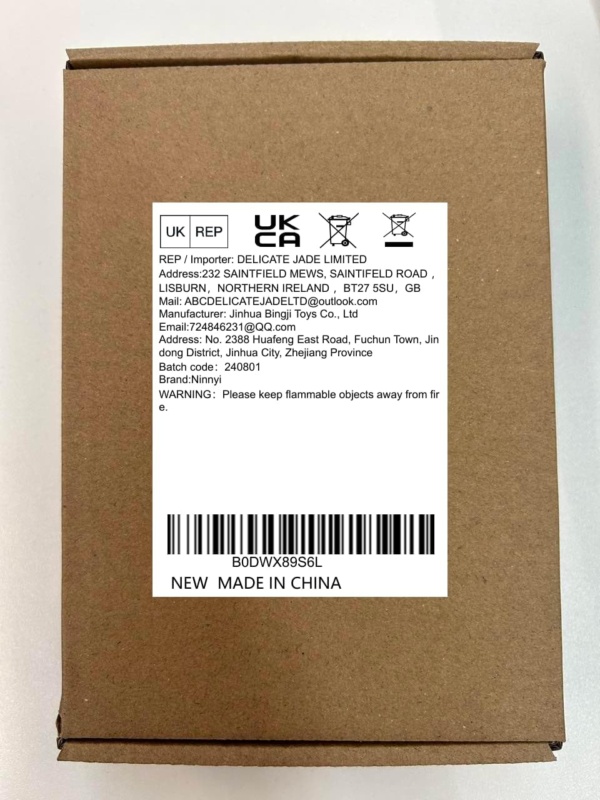 UK REP
UK
CA
REP / Importer: DELICATE JADE LIMITED
Address:232 SAINTFIELD MEWS, SAINTIFELD ROAD ,
LISBURN, NORTHERN IRELAND , BT27 5SU, GB
Mail: ABCDELICATEJADELTD@outlook.com
Manufacturer: Jinhua Bingji Toys Co., Ltd
Email:724846231@QQ.com
Address: No. 2388 Huafeng East Road, Fuchun Town, Jin
dong District, Jinhua City, Zhejiang Province
Batch code: 240801
Brand:Ninnyi
WARNING: Please keep flammable objects away from fir
e.
B0DWX89S6L
NEW MADE IN CHINA